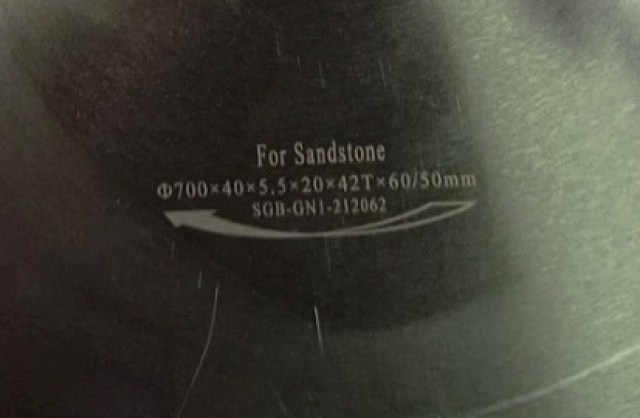 For Sandstone
Φ700×40×5.5×20×42T×60/50mm
SGB-GN1-212062